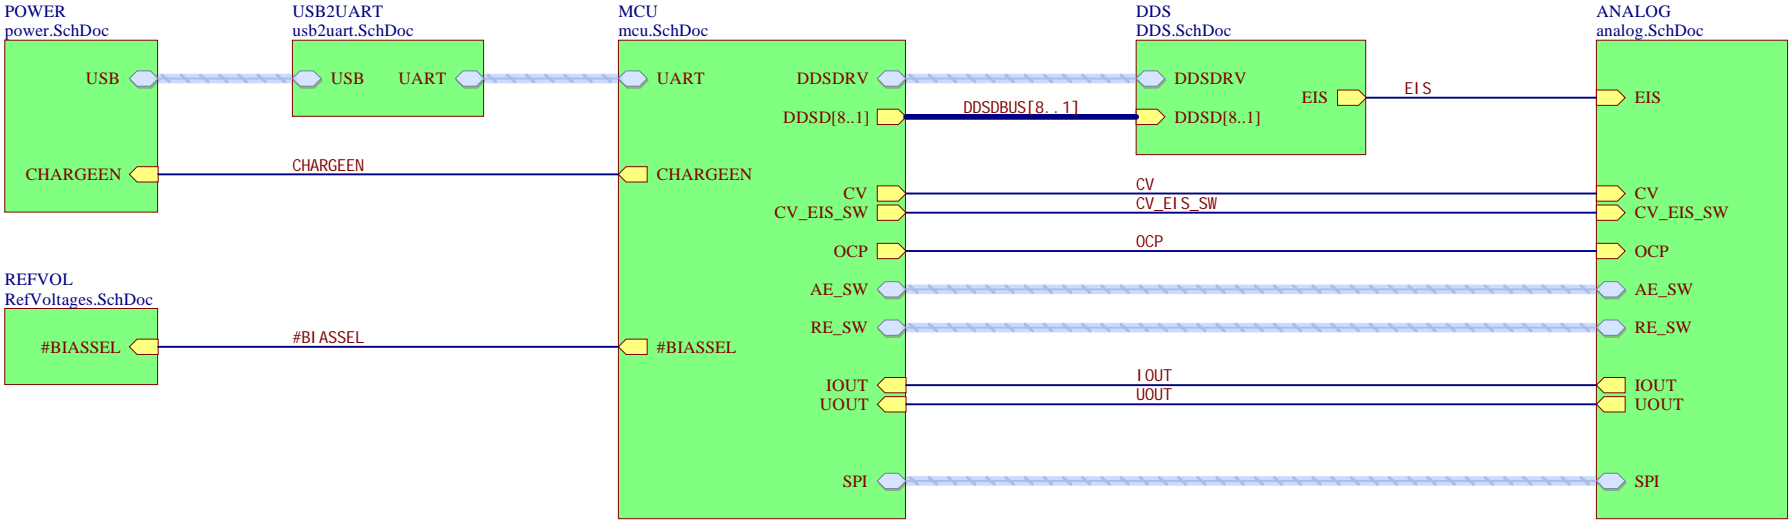 POWER
power.SchDoc
USB
CHARGEEN
USB2UART
usb2uart.SchDoc
USB
UART
CHARGEEN
REFVOL
RefVoltages.SchDoc
#BIASSEL
#BIASSEL
MCU
mcu.SchDoc
UART
CHARGEEN
#BIASSEL
DDSDRV
DDSD[8..1]
CV
CV_EIS_SW
OCP
AE_SW
RE_SW
IOUT
UOUT
SPI
DDSDBUS[8..1]
DDS
DDS.SchDoc
DDSDRV
DDSD[8..1]
EIS
EIS
CV
CV_EIS_SW
OCP
IOUT
UOUT
ANALOG
analog.SchDoc
EIS
CV
CV_EIS_SW
OCP
AE_SW
RE_SW
IOUT
UOUT
SPI